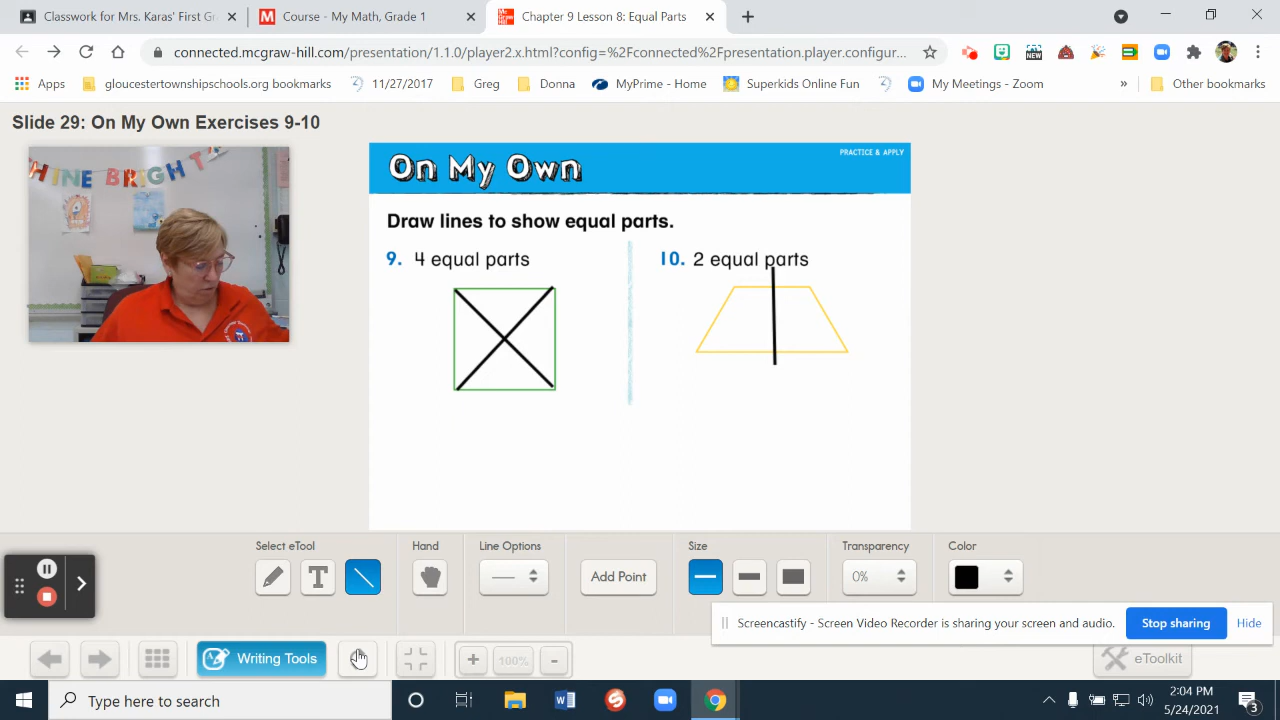 Classwork for Mrs. Karas' First Gr
Course - My Math, Grade 1
Chapter 9 Lesson 8: Equal Parts
connected.mcgraw-hill.com/presentation/1.1.0/player2.x.html?config=%2Fconnected%2Fpresentation.player.configur...
Apps
gloucestertownshipschools.org bookmarks
11/27/2017
Greg
Donna
MyPrime - Home
Superkids Online Fun
My Meetings - Zoom
»
Other bookmarks
Slide 29: On My Own Exercises 9-10
HINE BRIGHT
On My Own
PRACTICE & APPLY
Draw lines to show equal parts.
9. 4 equal parts
10. 2 equal parts
Select eTool
Hand
Line Options
Size
Transparency
Color
T
Add Point
0%
Screencastify - Screen Video Recorder is sharing your screen and audio.
Stop sharing
Hide
Writing Tools
+ 100% -
eToolkit
Type here to search
2:04 PM
5/24/2021
3